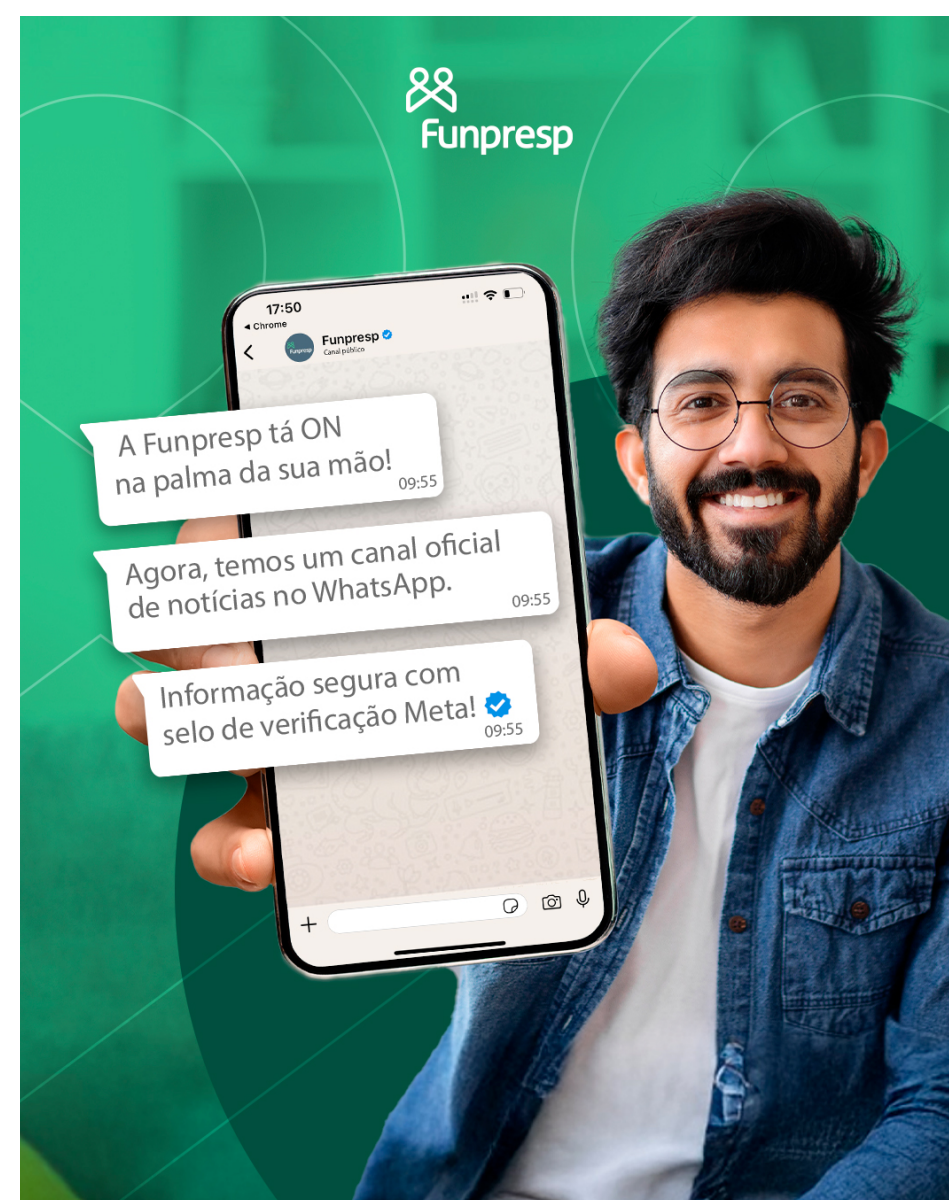 Funpresp
17:50
Chrome
Funpresp
Funpresp
Canal público
A Funpresp tá ON
na palma da sua mão!
09:55
Agora, temos um canal oficial
de notícias no WhatsApp.
09:55
Informação segura com
selo de verificação Meta!
09:55